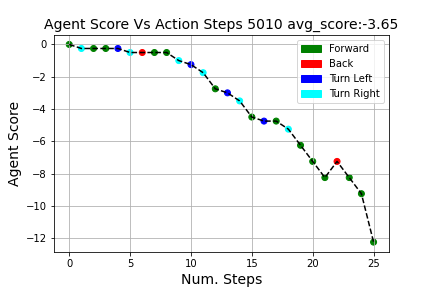 Agent Score Vs Action Steps 5010 avg_score:-3.65
Agent Score
0
−2
−4
−6
−8
−10
−12
Forward
Back
Turn Left
Turn Right
0 5 10 15 20 25
Num. Steps